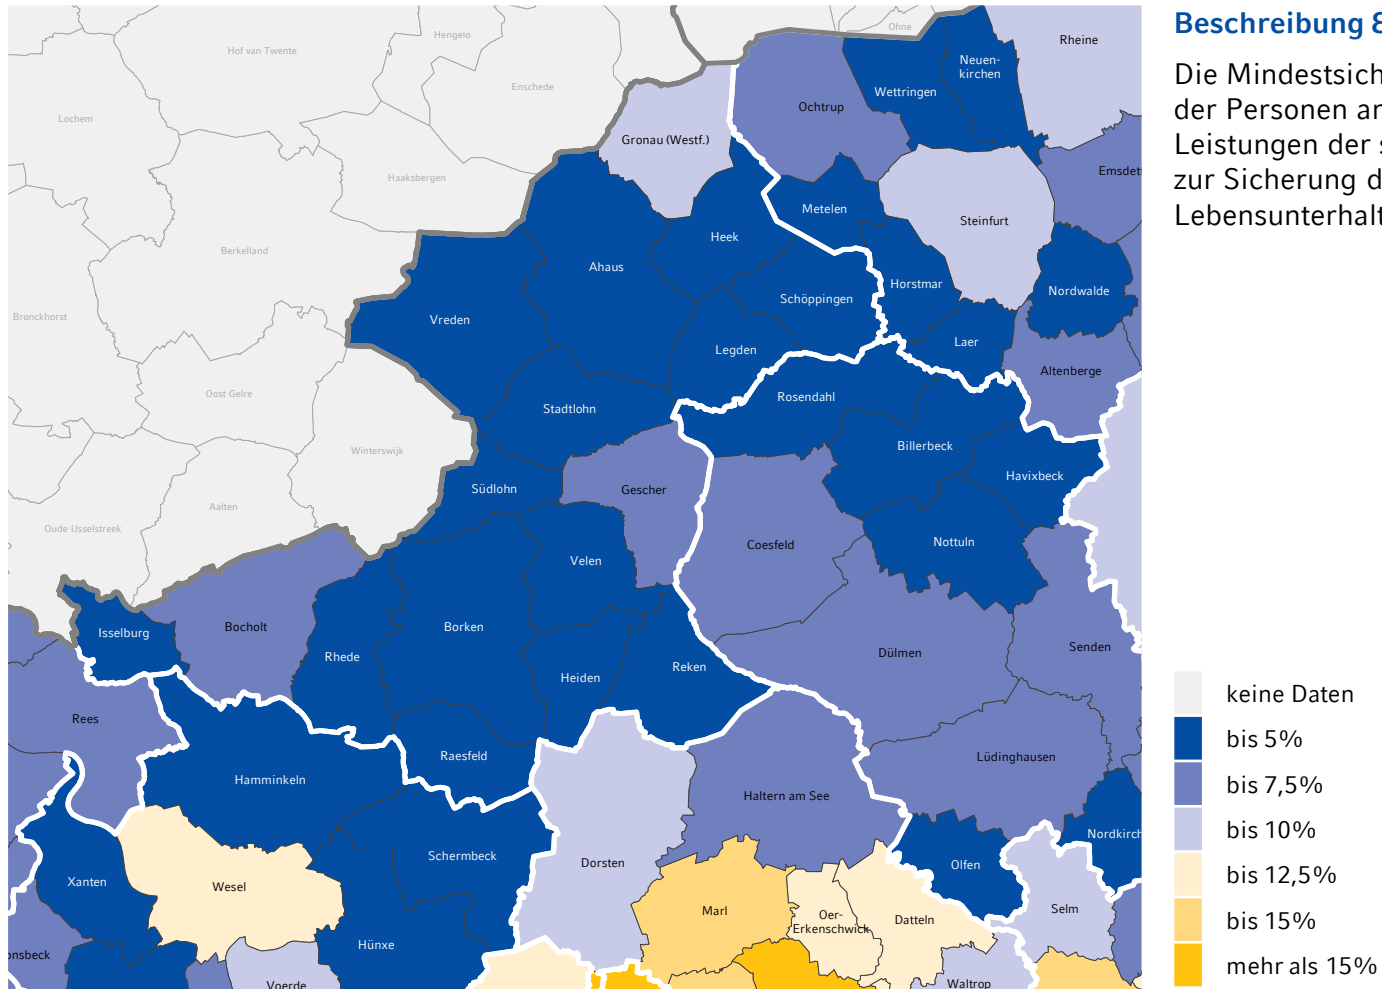 Beschreibung &
Die Mindestsich
der Personen an
Leistungen der s
zur Sicherung d
Lebensunterhalt
Ohne
Hengelo
Hof van Twente
Rheine
Neuen-
kirchen
Enschede
Wettringen
Ochtrup
Lochem
Gronau (Westf.)
Emsdet
Haaksbergen
Metelen
Steinfurt
Heek
Berkelland
Ahaus
Horstmar
Nordwalde
Schöppingen
Bronckhorst
Vreden
Laer
Legden
Altenberge
Oost Gelre
Rosendahl
Stadtlohn
Billerbeck
Winterswijk
Havixbeck
Südlohn
Gescher
Aalten
Oude IJsselstreek
Nottuln
Coesfeld
Velen
Isselburg
Bocholt
Borken
Senden
Dülmen
Rhede
Reken
Heiden
Rees
Raesfeld
Lüdinghausen
Hamminkeln
Haltern am See
Nordkirch
Schermbeck
Dorsten
Olfen
Xanten
Wesel
Marl
Selm
Oer-
Erkenschwick
Datteln
Hünxe
onsbeck
Voerde
Waltrop
keine Daten
bis 5%
bis 7,5%
bis 10%
bis 12,5%
bis 15%
mehr als 15%